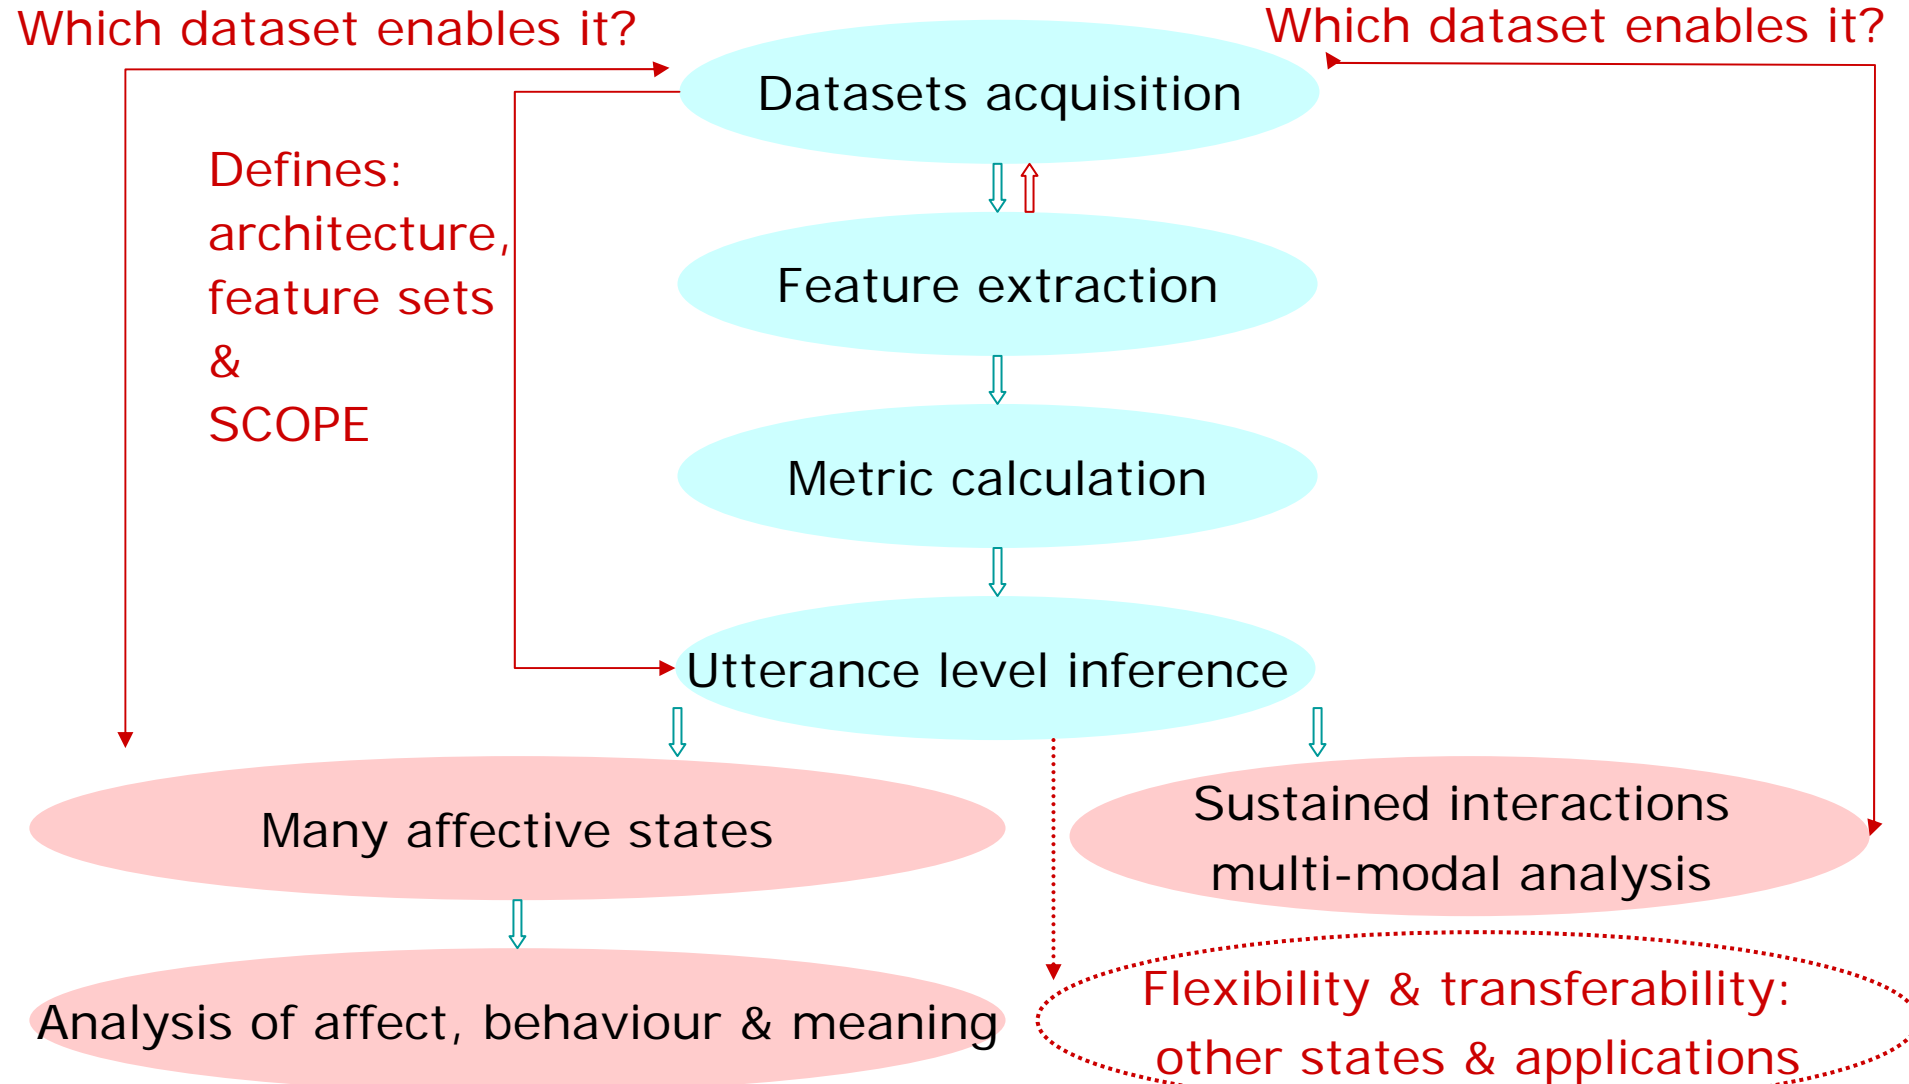 Which dataset enables it?
Which dataset enables it?
Datasets acquisition
Defines:
architecture,
feature sets
&
SCOPE
Feature extraction
Metric calculation
Utterance level inference
Many affective states
Sustained interactions
multi-modal analysis
Analysis of affect, behaviour & meaning
Flexibility & transferability:
other states & applications